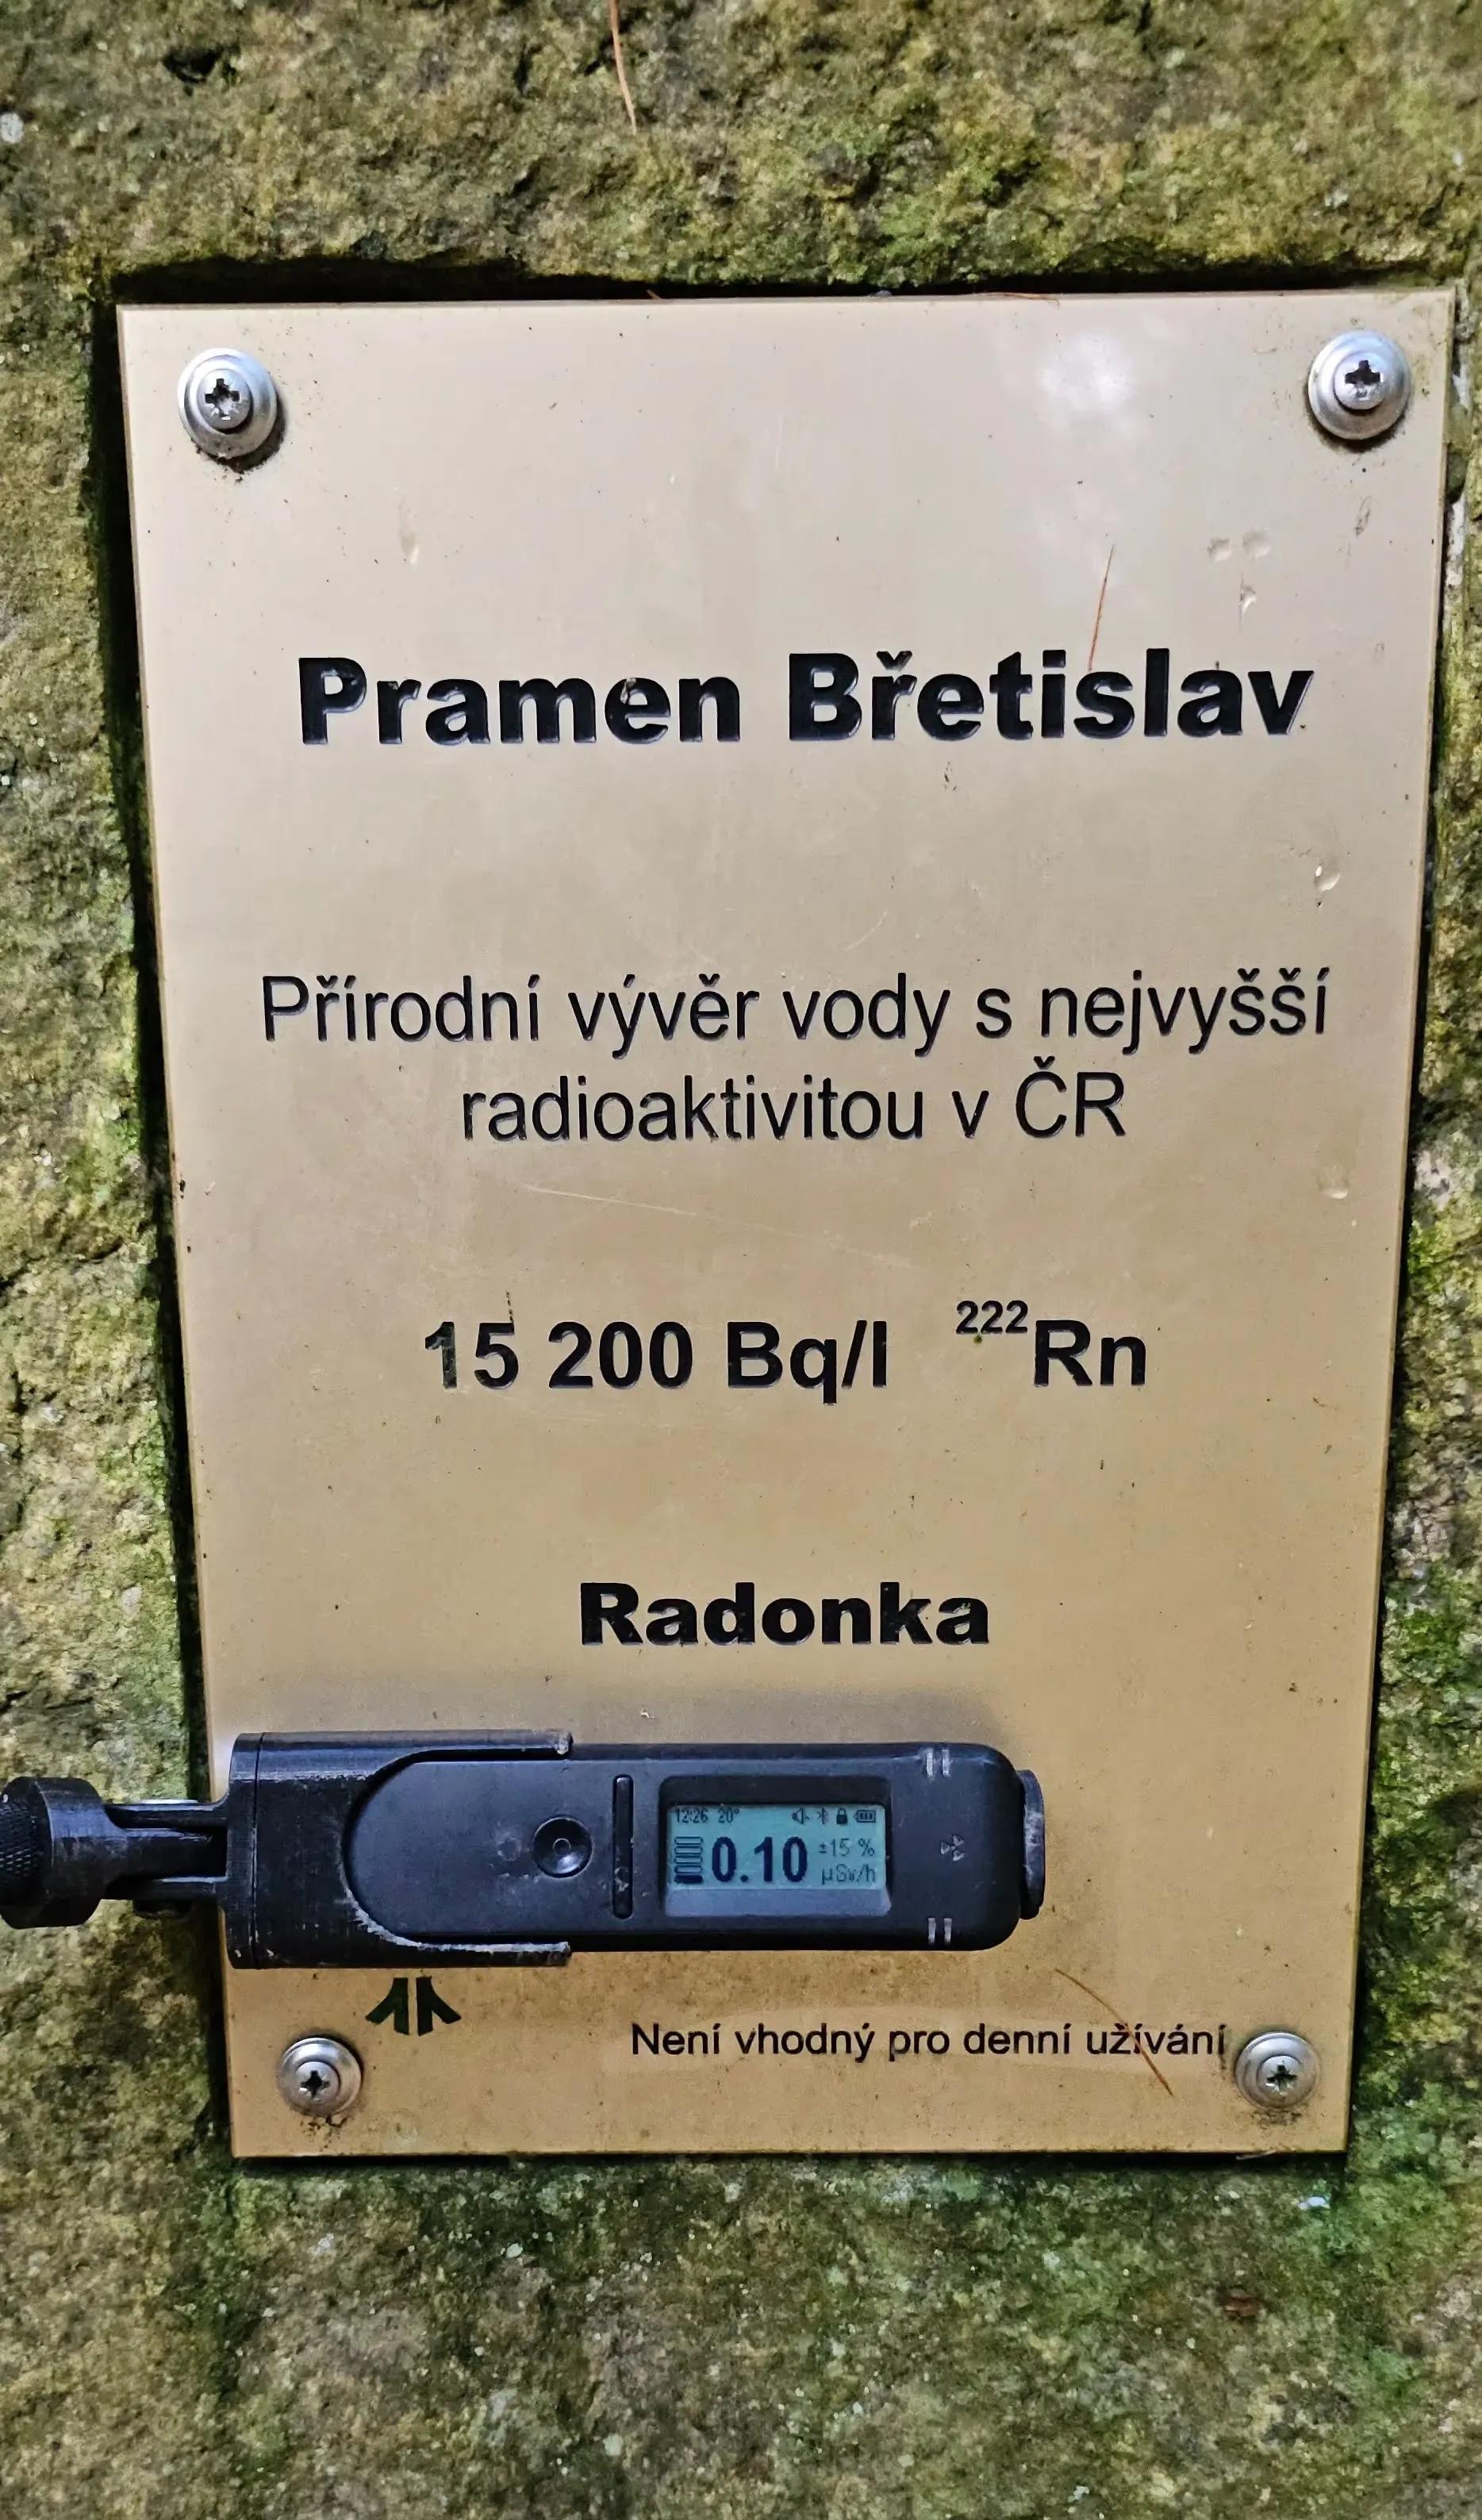 Pramen Břetislav
Přírodní vývěr vody s nejvyšší
radioaktivitou v ČR
15 200 Bq/l ²²²Rn
Radonka
12:26 20°
0.10 ±15 %
µSv/h
Není vhodný pro denní užívání